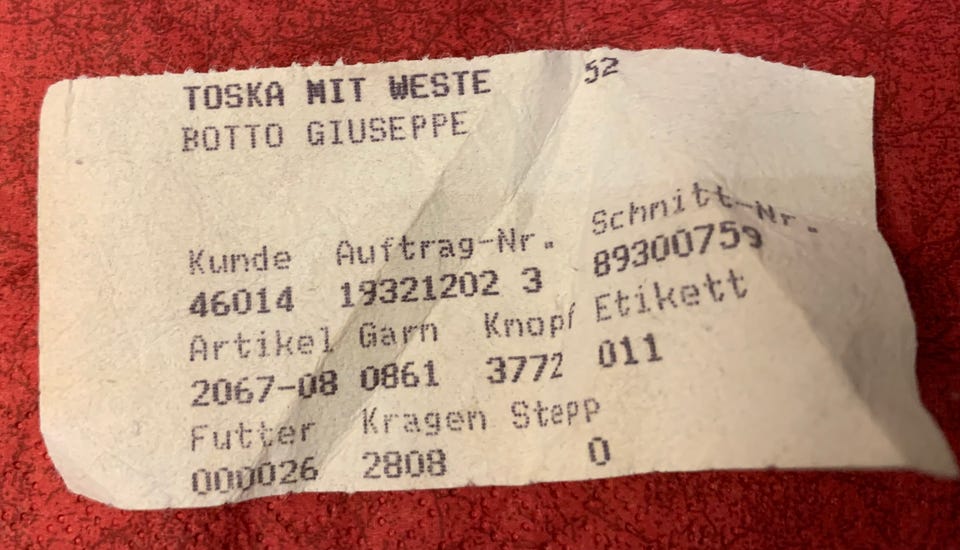 TOSKA MIT WESTE 52
BOTTO GIUSEPPE
Kunde Auftrag-Nr. Schnitt-Nr.
46014 19321202 3 89300759
Artikel Garn Knopf Etikett
2067-08 0861 3772 011
Futter Kragen Stepp
000026 2808 0